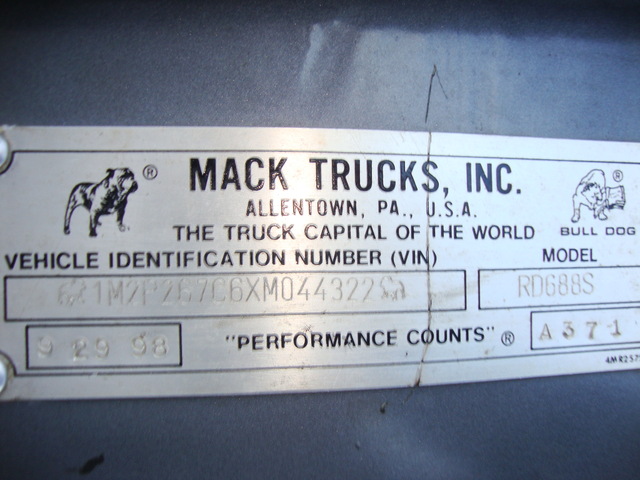 MACK TRUCKS, INC.
ALLENTOWN, PA., U.S.A.
THE TRUCK CAPITAL OF THE WORLD
BULL DOG
VEHICLE IDENTIFICATION NUMBER (VIN)
MODEL
1M2P267C6XM044322
RD688S
9 29 98
"PERFORMANCE COUNTS" ®
A371